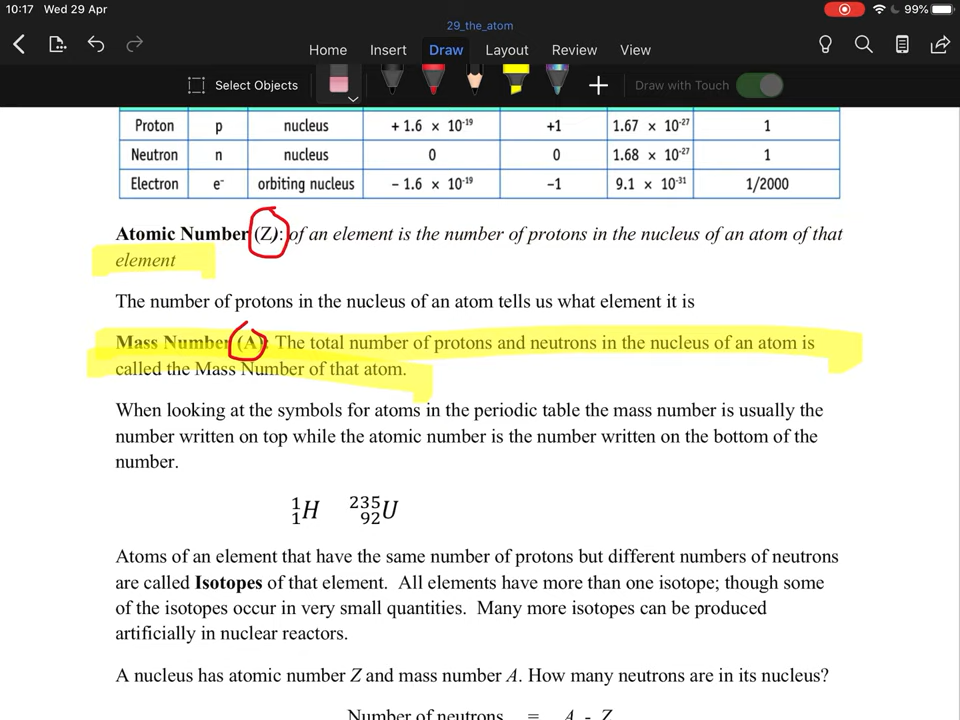 10:17 Wed 29 Apr 99%
29_the_atom
Home Insert Draw Layout Review View
Select Objects Draw with Touch
Proton p nucleus + 1.6 × 10⁻¹⁹ +1 1.67 × 10⁻²⁷ 1
Neutron n nucleus 0 0 1.68 × 10⁻²⁷ 1
Electron e⁻ orbiting nucleus − 1.6 × 10⁻¹⁹ −1 9.1 × 10⁻³¹ 1/2000
Atomic Number (Z): of an element is the number of protons in the nucleus of an atom of that
element
The number of protons in the nucleus of an atom tells us what element it is
Mass Number (A): The total number of protons and neutrons in the nucleus of an atom is
called the Mass Number of that atom.
When looking at the symbols for atoms in the periodic table the mass number is usually the
number written on top while the atomic number is the number written on the bottom of the
number.
¹₁H ²³⁵₉₂U
Atoms of an element that have the same number of protons but different numbers of neutrons
are called Isotopes of that element. All elements have more than one isotope; though some
of the isotopes occur in very small quantities. Many more isotopes can be produced
artificially in nuclear reactors.
A nucleus has atomic number Z and mass number A. How many neutrons are in its nucleus?
Number of neutrons = A - Z